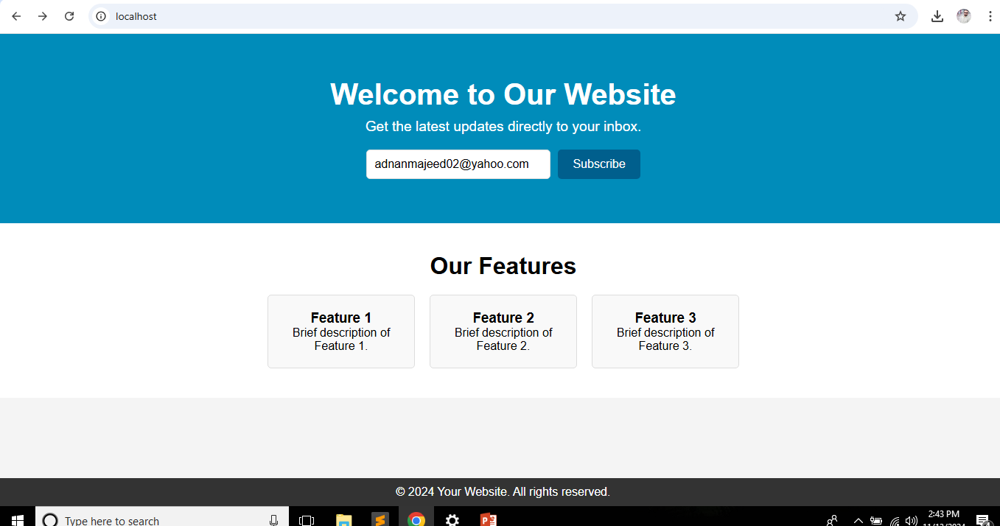 localhost
Welcome to Our Website
Get the latest updates directly to your inbox.
adnanmajeed02@yahoo.com Subscribe
Our Features
Feature 1
Brief description of
Feature 1.
Feature 2
Brief description of
Feature 2.
Feature 3
Brief description of
Feature 3.
© 2024 Your Website. All rights reserved.
Type here to search
2:43 PM